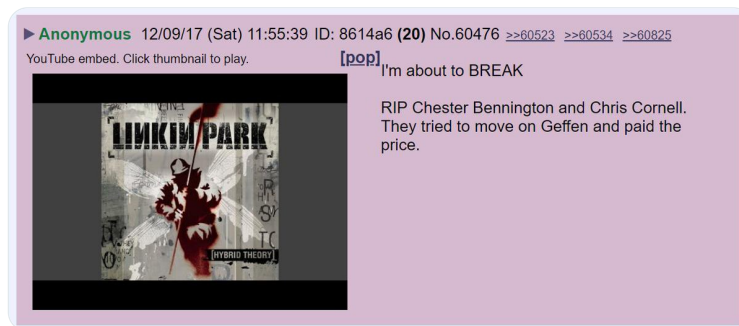 ▶ Anonymous 12/09/17 (Sat) 11:55:39 ID: 8614a6 (20) No.60476 >>60523 >>60534 >>60825
YouTube embed. Click thumbnail to play. [pop]
I'm about to BREAK
RIP Chester Bennington and Chris Cornell.
They tried to move on Geffen and paid the
price.
LINKIN PARK
[HYBRID THEORY]